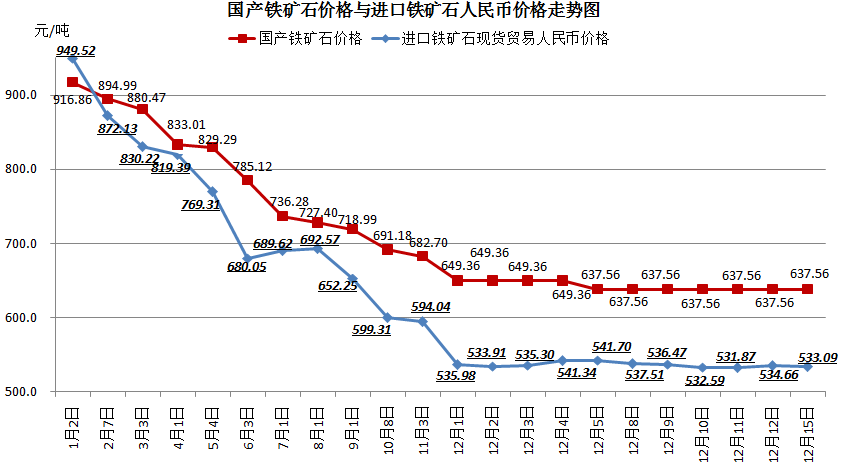 国产铁矿石价格与进口铁矿石人民币价格走势图
元/吨
国产铁矿石价格 进口铁矿石现货贸易人民币价格
949.52
916.86 894.99 880.47 833.01 829.29 785.12 736.28 727.40 718.99 691.18 682.70 649.36 649.36 649.36 649.36 637.56 637.56 637.56 637.56 637.56 637.56 637.56
872.13 830.22 819.39 769.31 680.05 689.62 692.57 652.25 599.31 594.04 535.98 533.91 535.30 541.34 541.70 537.51 536.47 532.59 531.87 534.66 533.09
900.0
800.0
700.0
600.0
500.0
1月2日 2月7日 3月3日 4月1日 5月4日 6月3日 7月1日 8月1日 9月1日 10月8日 11月3日 12月1日 12月2日 12月3日 12月4日 12月5日 12月8日 12月9日 12月10日 12月11日 12月12日 12月15日